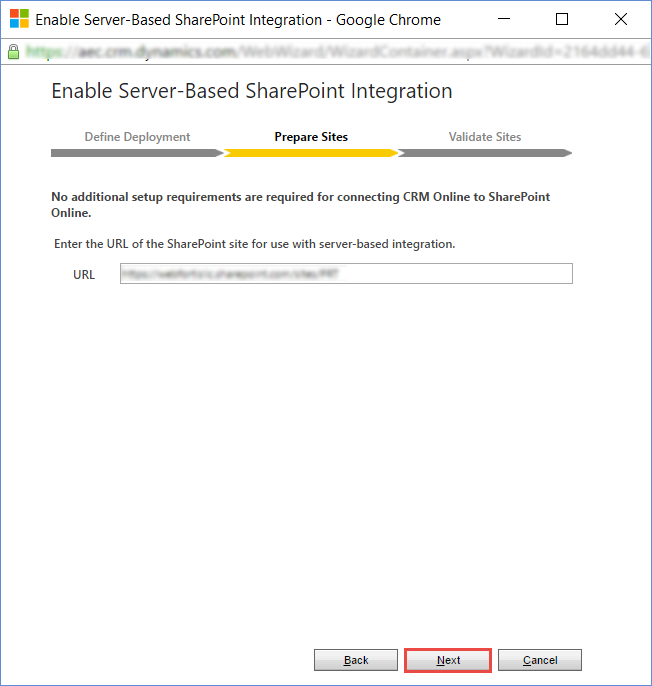 Enable Server-Based SharePoint Integration - Google Chrome
https://aec.crm.dynamics.com/WebWizard/WizardContainer.aspx?WizardId=2164dd44-
Enable Server-Based SharePoint Integration
Define Deployment Prepare Sites Validate Sites
No additional setup requirements are required for connecting CRM Online to SharePoint
Online.
Enter the URL of the SharePoint site for use with server-based integration.
URL
Back Next Cancel